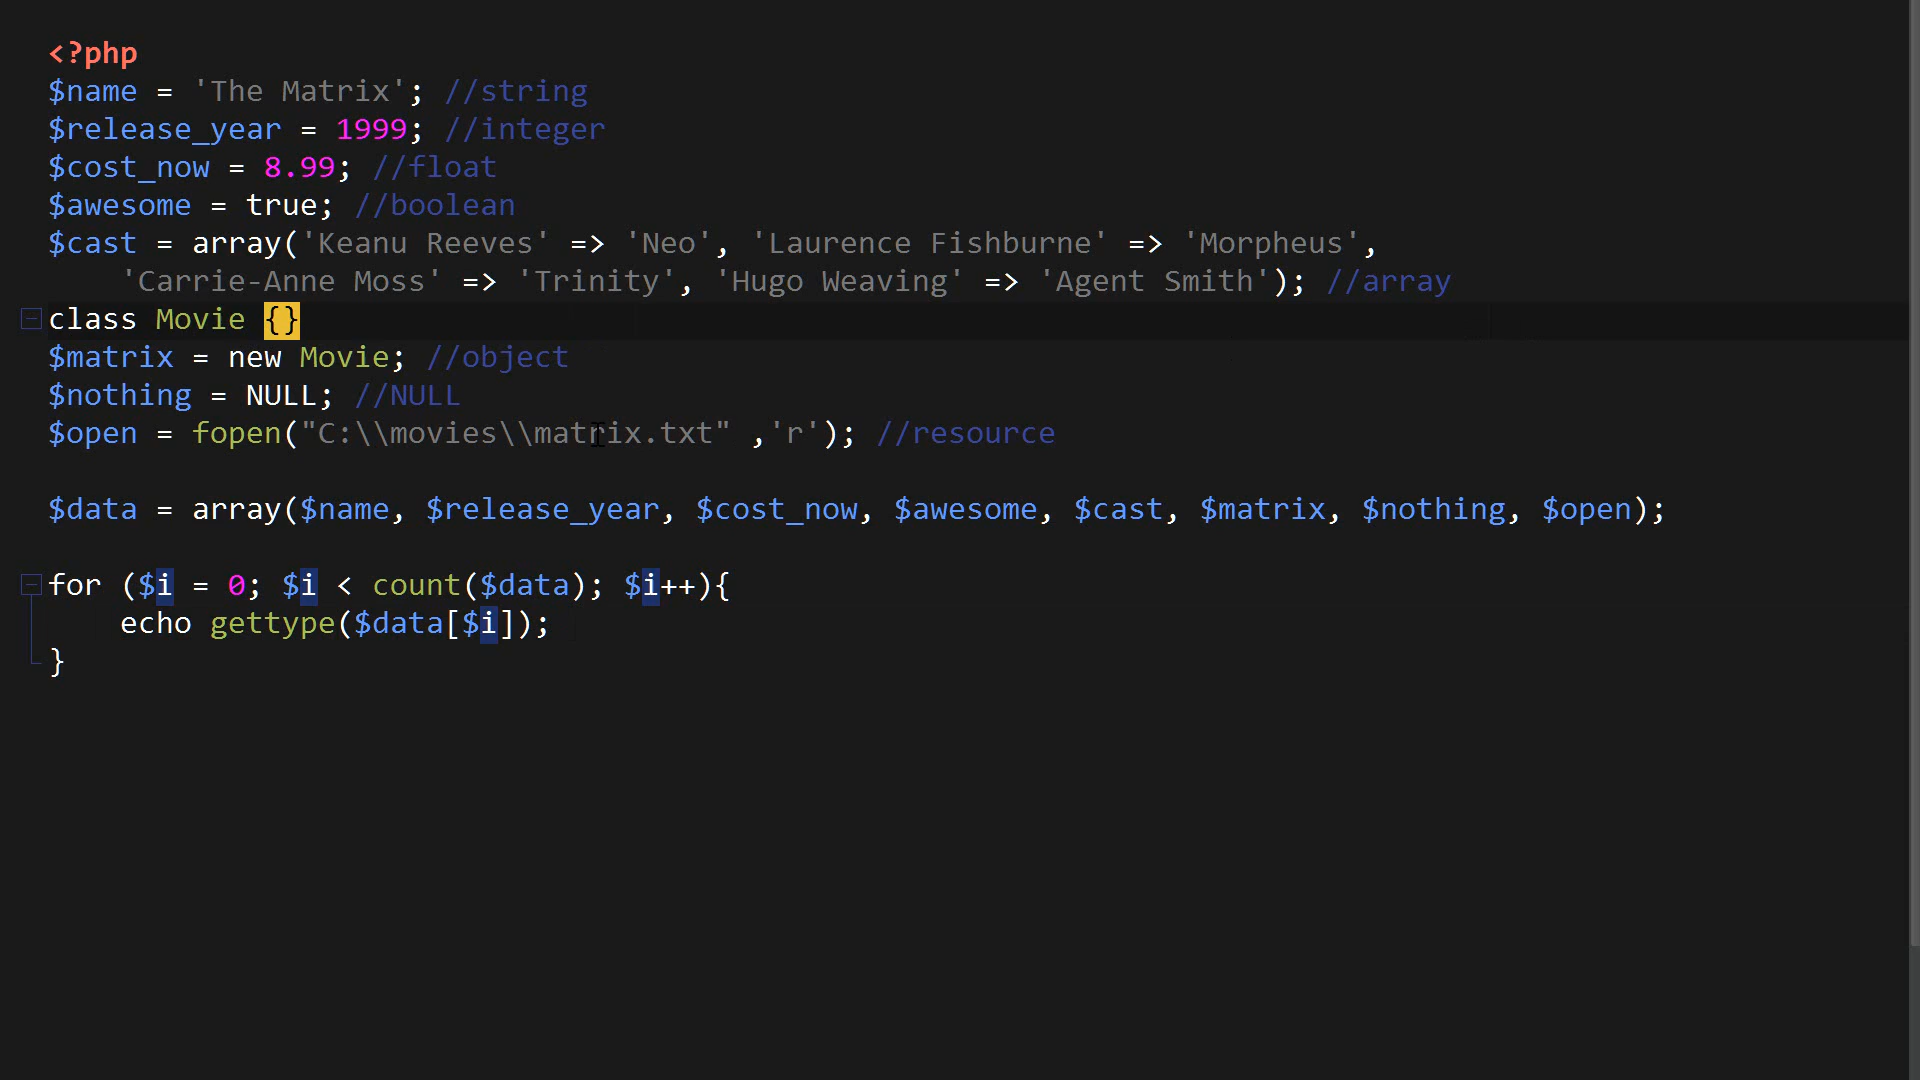 <?php
$name = 'The Matrix'; //string
$release_year = 1999; //integer
$cost_now = 8.99; //float
$awesome = true; //boolean
$cast = array('Keanu Reeves' => 'Neo', 'Laurence Fishburne' => 'Morpheus',
    'Carrie-Anne Moss' => 'Trinity', 'Hugo Weaving' => 'Agent Smith'); //array
class Movie {}
$matrix = new Movie; //object
$nothing = NULL; //NULL
$open = fopen("C:\\movies\\matrix.txt" ,'r'); //resource
$data = array($name, $release_year, $cost_now, $awesome, $cast, $matrix, $nothing, $open);
for ($i = 0; $i < count($data); $i++){
    echo gettype($data[$i]);
}